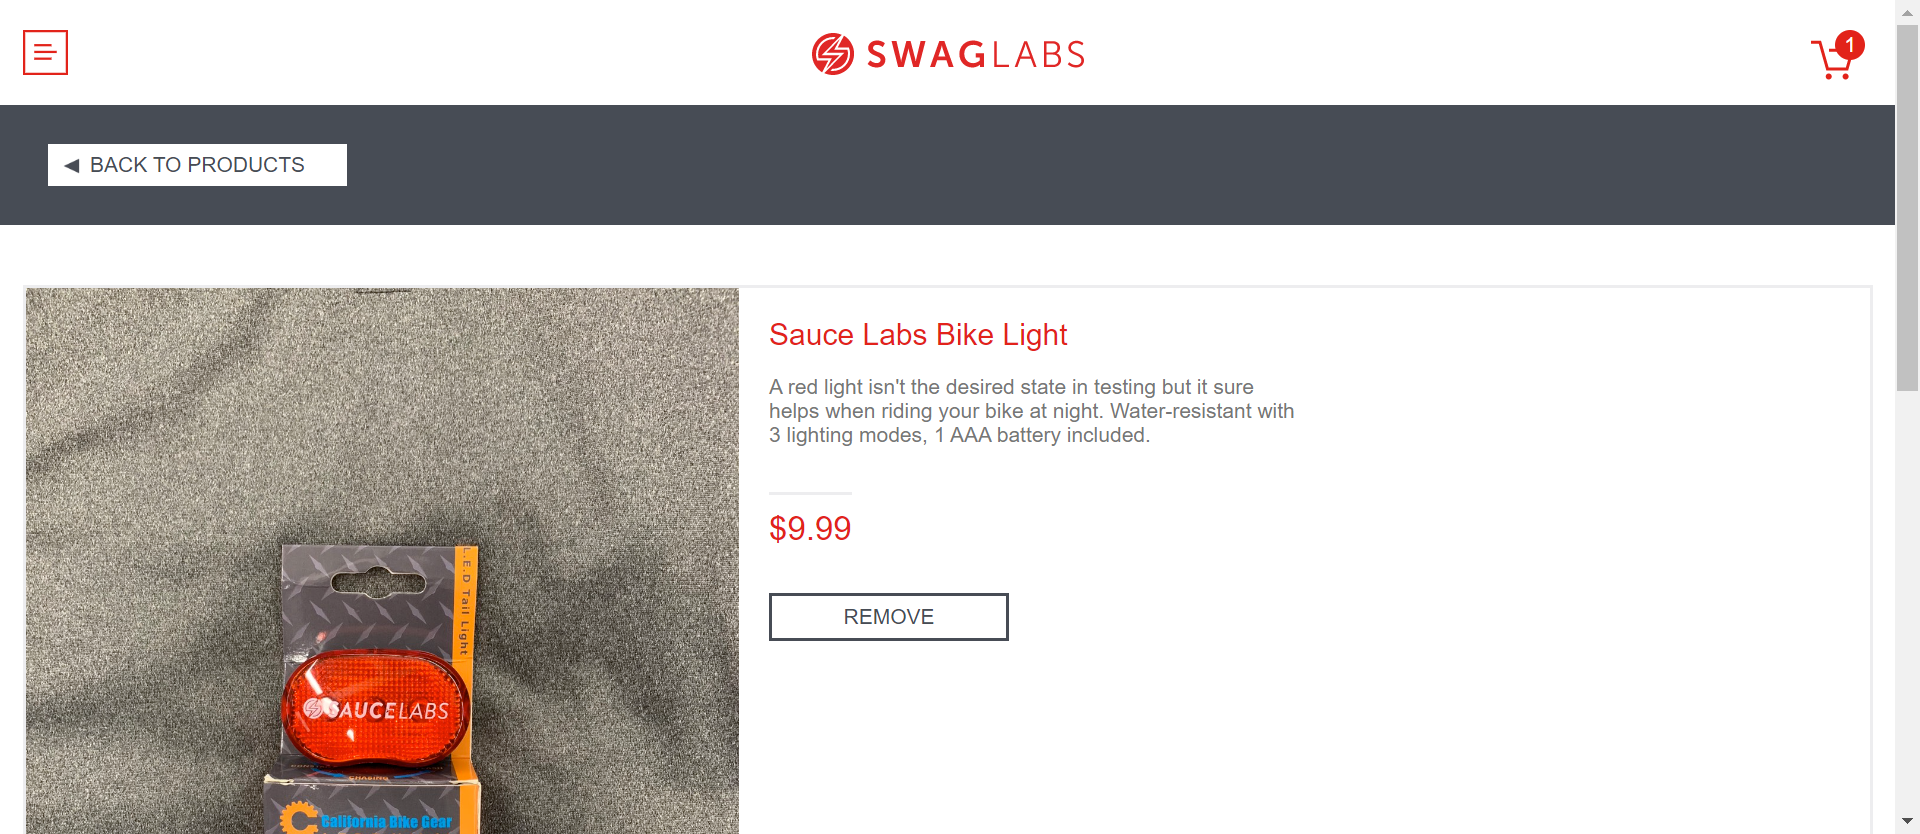 SWAGLABS
1
BACK TO PRODUCTS
Sauce Labs Bike Light
A red light isn't the desired state in testing but it sure
helps when riding your bike at night. Water-resistant with
3 lighting modes, 1 AAA battery included.
$9.99
REMOVE
L.E.D Tail Light
SAUCELABS
California Bike Gear